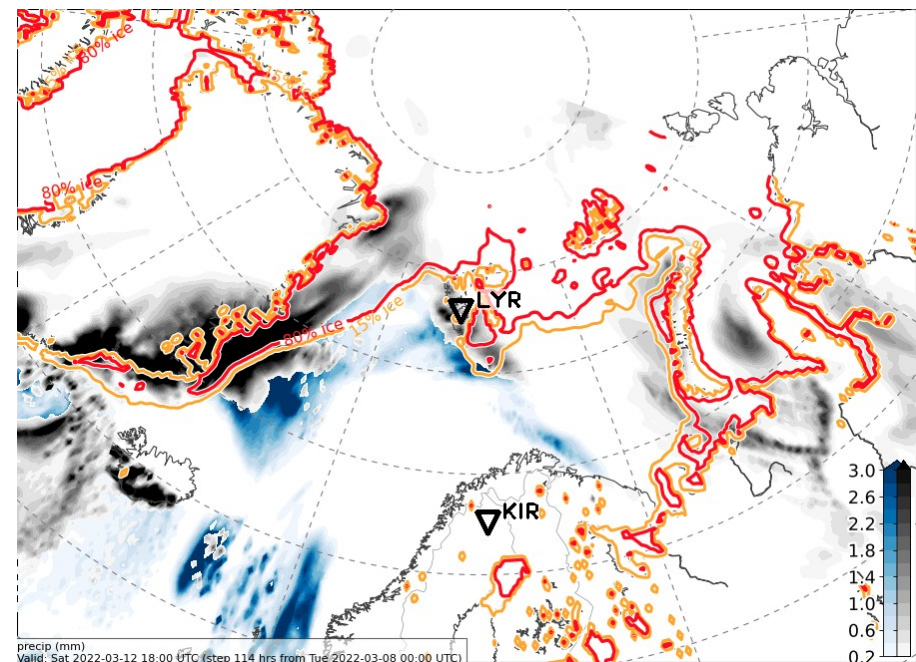 80% ice
15% ice
80% ice
LYR
80% ice
15% ice
KIR
3.0
2.6
2.2
1.8
1.4
1.0
0.6
0.2
precip (mm)
Valid: Sat 2022-03-12 18:00 UTC (step 114 hrs from Tue 2022-03-08 00:00 UTC)